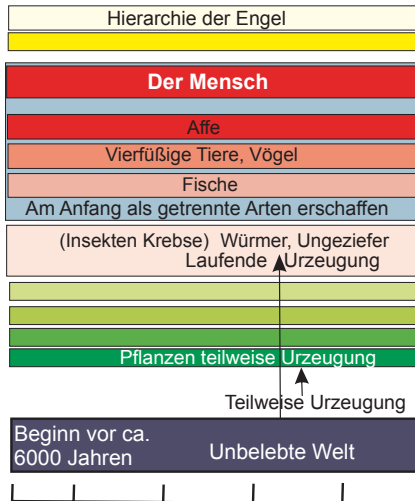 Hierarchie der Engel
Der Mensch
Affe
Vierfüßige Tiere, Vögel
Fische
Am Anfang als getrennte Arten erschaffen
(Insekten Krebse) Würmer, Ungeziefer
Laufende Urzeugung
Pflanzen teilweise Urzeugung
Teilweise Urzeugung
Beginn vor ca.
6000 Jahren
Unbelebte Welt